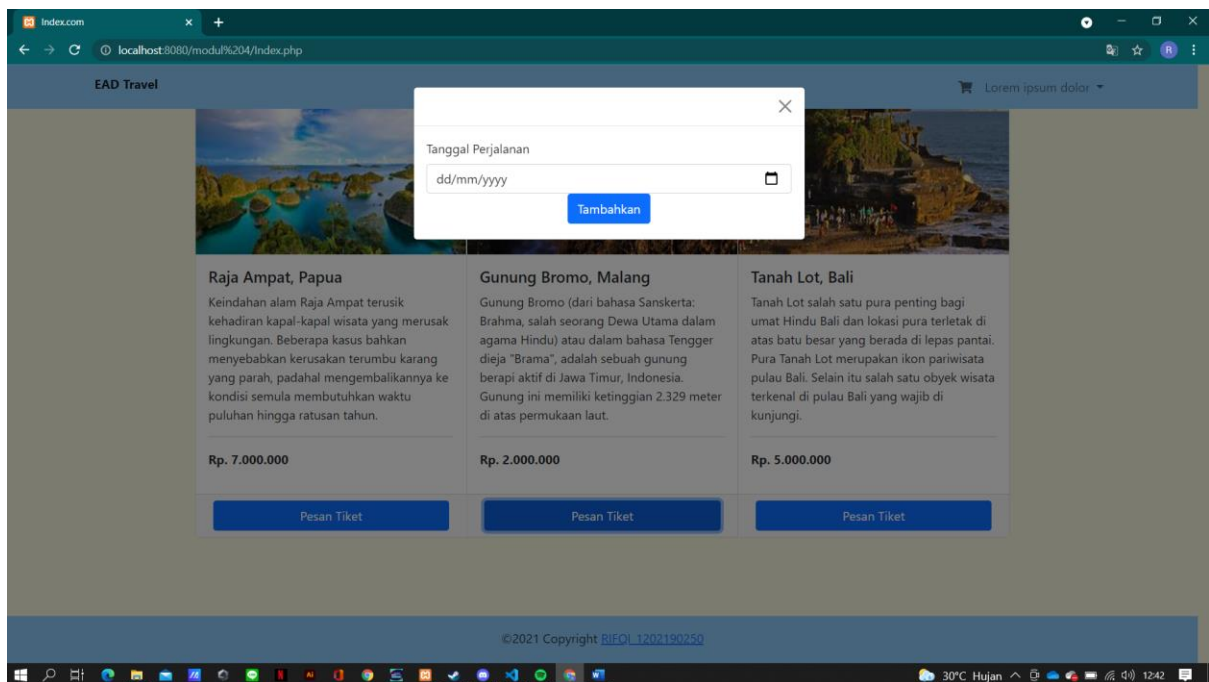 Index.com
localhost:8080/modul%204/Index.php
R
EAD Travel
Lorem ipsum dolor
Tanggal Perjalanan
dd/mm/yyyy
Tambahkan
Raja Ampat, Papua
Keindahan alam Raja Ampat terusik
kehadiran kapal-kapal wisata yang merusak
lingkungan. Beberapa kasus bahkan
menyebabkan kerusakan terumbu karang
yang parah, padahal mengembalikannya ke
kondisi semula membutuhkan waktu
puluhan hingga ratusan tahun.
Rp. 7.000.000
Pesan Tiket
Gunung Bromo, Malang
Gunung Bromo (dari bahasa Sanskerta:
Brahma, salah seorang Dewa Utama dalam
agama Hindu) atau dalam bahasa Tengger
dieja "Brama", adalah sebuah gunung
berapi aktif di Jawa Timur, Indonesia.
Gunung ini memiliki ketinggian 2.329 meter
di atas permukaan laut.
Rp. 2.000.000
Pesan Tiket
Tanah Lot, Bali
Tanah Lot salah satu pura penting bagi
umat Hindu Bali dan lokasi pura terletak di
atas batu besar yang berada di lepas pantai.
Pura Tanah Lot merupakan ikon pariwisata
pulau Bali. Selain itu salah satu obyek wisata
terkenal di pulau Bali yang wajib di
kunjungi.
Rp. 5.000.000
Pesan Tiket
©2021 Copyright RIFQI_1202190250
30°C Hujan
12:42